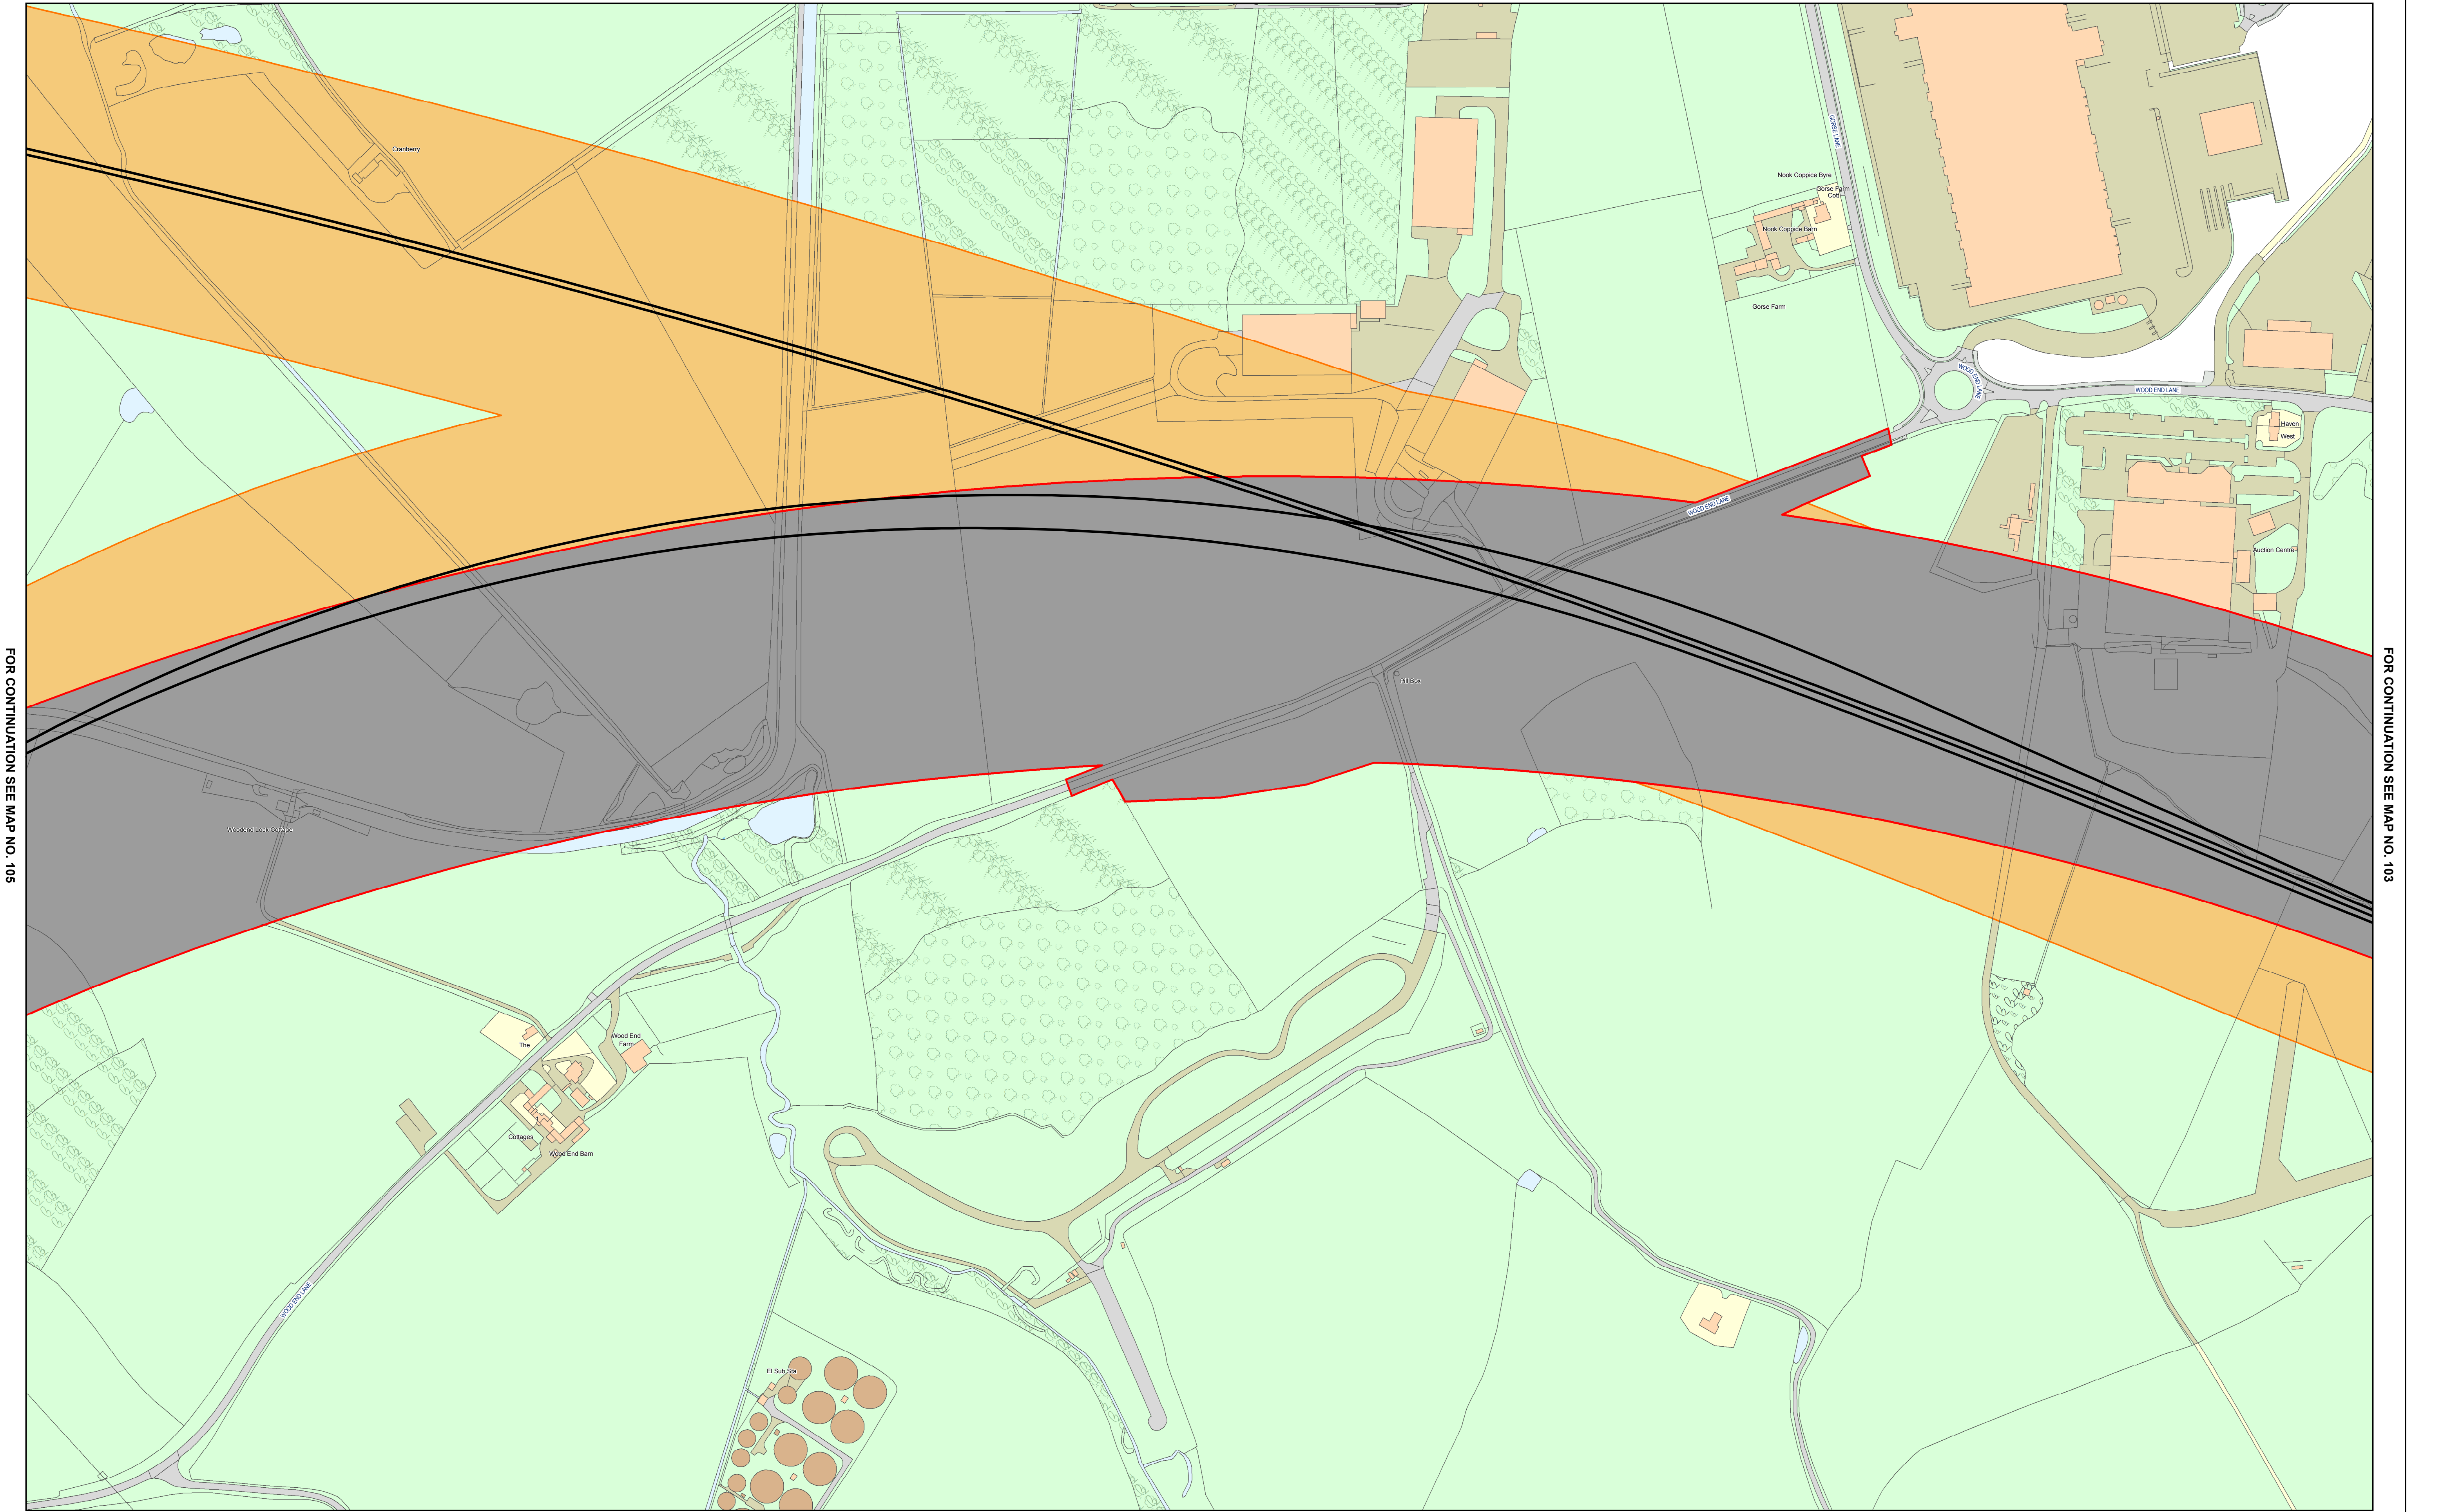 Cranberry
GORSE LANE
Nook Coppice Byre
Gorse Farm
Cott
Nook Coppice Barn
Gorse Farm
WOOD END LANE
WOOD END LANE
Haven
West
WOOD END LANE
Auction Centre
FOR CONTINUATION SEE MAP NO. 105
FOR CONTINUATION SEE MAP NO. 103
Pill Box
Woodend Lock Cottage
The
Wood End
Farm
Cottages
Wood End Barn
WOOD END LANE
El Sub Sta